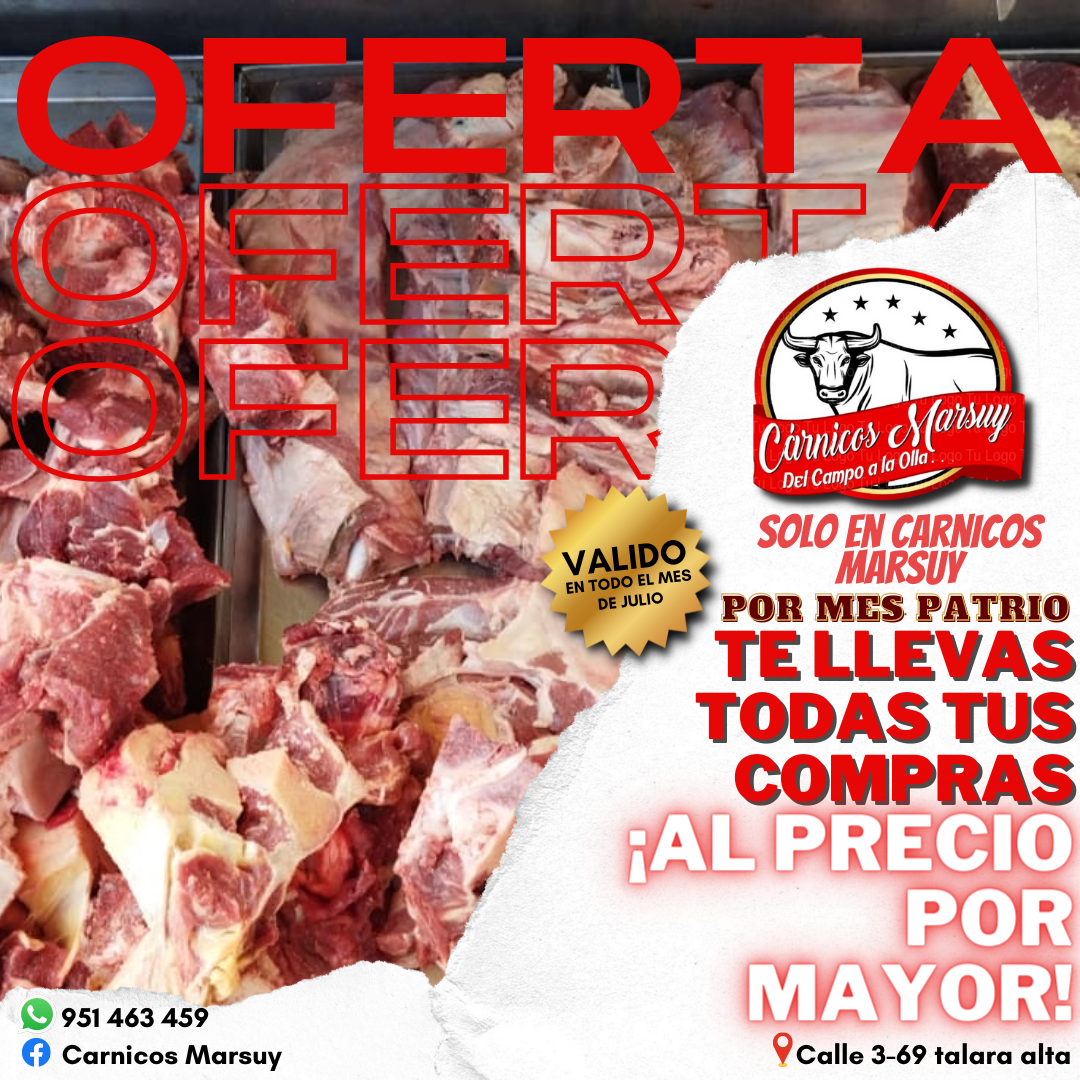 OFERTA
OFERTA
OFER
Cárnicos Marsuy
Del Campo a la Olla. . .
VALIDO
EN TODO EL MES
DE JULIO
SOLO EN CARNICOS
MARSUY
POR MES PATRIO
TE LLEVAS
TODAS TUS
COMPRAS
¡AL PRECIO
POR
MAYOR!
951 463 459
Carnicos Marsuy
Calle 3-69 talara alta